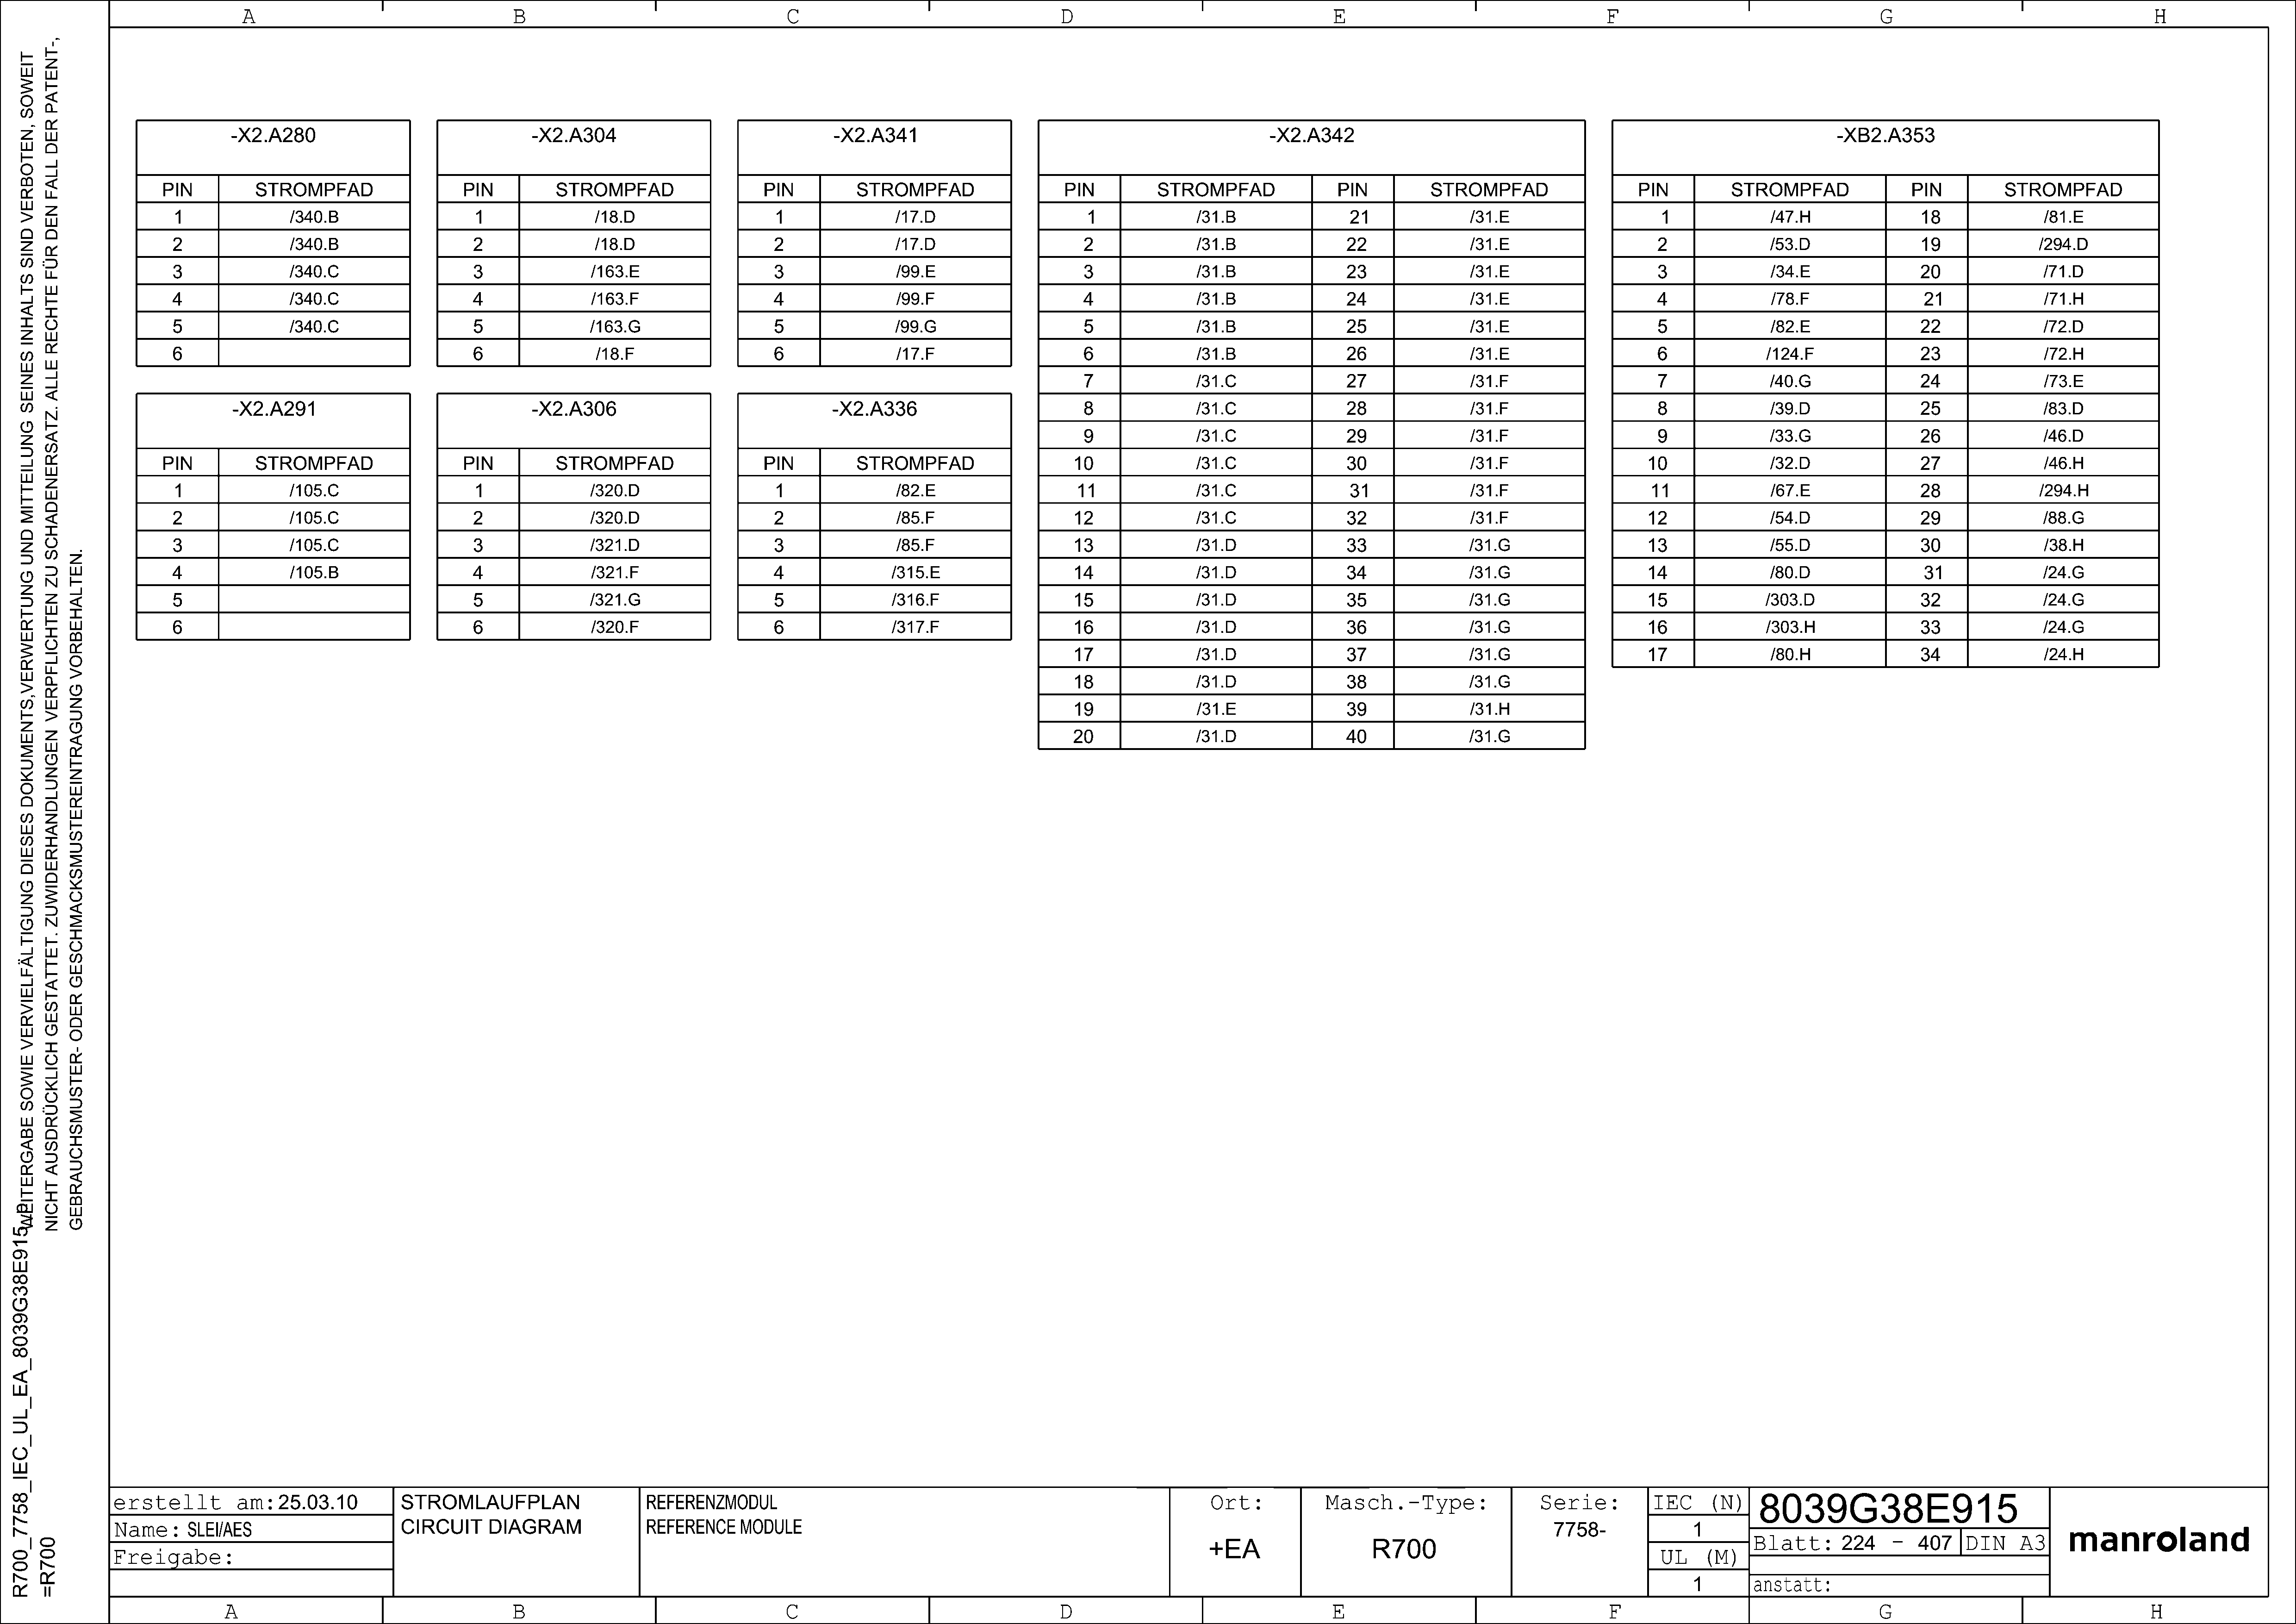 A B C D E F G H
-X2.A280
PIN STROMPFAD
1 /340.B
2 /340.B
3 /340.C
4 /340.C
5 /340.C
6
-X2.A291
PIN STROMPFAD
1 /105.C
2 /105.C
3 /105.C
4 /105.B
5
6
-X2.A304
PIN STROMPFAD
1 /18.D
2 /18.D
3 /163.E
4 /163.F
5 /163.G
6 /18.F
-X2.A306
PIN STROMPFAD
1 /320.D
2 /320.D
3 /321.D
4 /321.F
5 /321.G
6 /320.F
-X2.A341
PIN STROMPFAD
1 /17.D
2 /17.D
3 /99.E
4 /99.F
5 /99.G
6 /17.F
-X2.A336
PIN STROMPFAD
1 /82.E
2 /85.F
3 /85.F
4 /315.E
5 /316.F
6 /317.F
-X2.A342
PIN STROMPFAD PIN STROMPFAD
1 /31.B 21 /31.E
2 /31.B 22 /31.E
3 /31.B 23 /31.E
4 /31.B 24 /31.E
5 /31.B 25 /31.E
6 /31.B 26 /31.E
7 /31.C 27 /31.F
8 /31.C 28 /31.F
9 /31.C 29 /31.F
10 /31.C 30 /31.F
11 /31.C 31 /31.F
12 /31.C 32 /31.F
13 /31.D 33 /31.G
14 /31.D 34 /31.G
15 /31.D 35 /31.G
16 /31.D 36 /31.G
17 /31.D 37 /31.G
18 /31.D 38 /31.G
19 /31.E 39 /31.H
20 /31.D 40 /31.G
-XB2.A353
PIN STROMPFAD PIN STROMPFAD
1 /47.H 18 /81.E
2 /53.D 19 /294.D
3 /34.E 20 /71.D
4 /78.F 21 /71.H
5 /82.E 22 /72.D
6 /124.F 23 /72.H
7 /40.G 24 /73.E
8 /39.D 25 /83.D
9 /33.G 26 /46.D
10 /32.D 27 /46.H
11 /67.E 28 /294.H
12 /54.D 29 /88.G
13 /55.D 30 /38.H
14 /80.D 31 /24.G
15 /303.D 32 /24.G
16 /303.H 33 /24.G
17 /80.H 34 /24.H
WEITERGABE SOWIE VERVIELFÄLTIGUNG DIESES DOKUMENTS,VERWERTUNG UND MITTEILUNG SEINES INHALTS SIND VERBOTEN, SOWEIT
NICHT AUSDRÜCKLICH GESTATTET. ZUWIDERHANDLUNGEN VERPFLICHTEN ZU SCHADENERSATZ. ALLE RECHTE FÜR DEN FALL DER PATENT-,
GEBRAUCHSMUSTER- ODER GESCHMACKSMUSTEREINTRAGUNG VORBEHALTEN.
R700_7758_IEC_UL_EA_8039G38E915
=R700
erstellt am: 25.03.10
Name: SLEI/AES
Freigabe:
STROMLAUFPLAN
CIRCUIT DIAGRAM
REFERENZMODUL
REFERENCE MODULE
Ort:
+EA
Masch.-Type:
R700
Serie:
7758-
IEC (N)
1
UL (M)
1
8039G38E915
Blatt: 224 - 407 DIN A3
anstatt:
manroland
A B C D E F G H